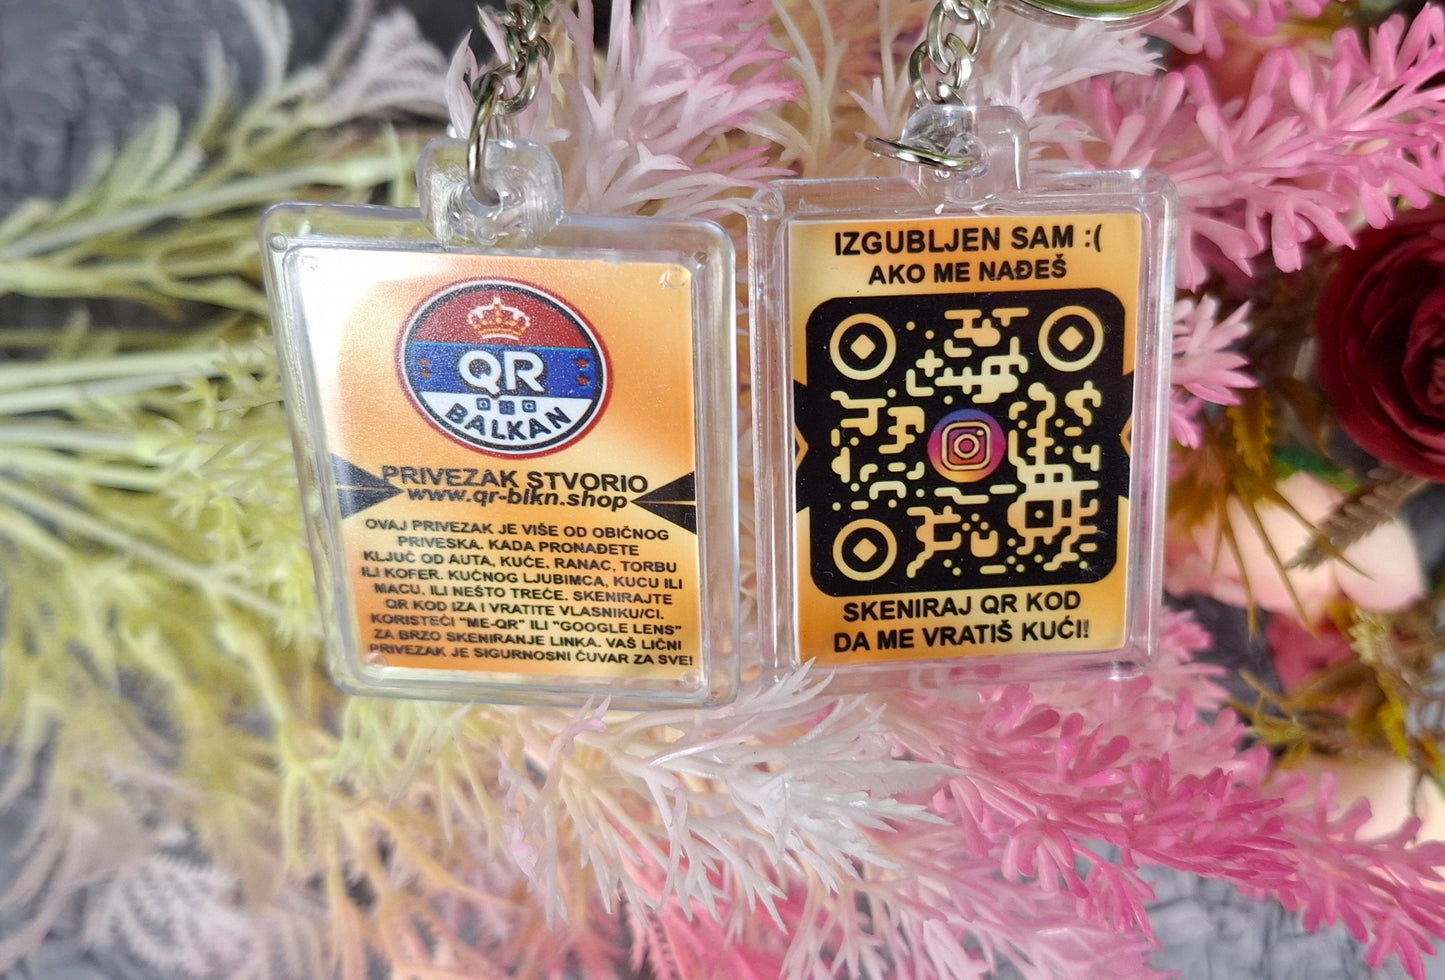 QR
BALKAN
PRIVEZAK STVORIO
www.qr-blkn.shop
OVAJ PRIVEZAK JE VIŠE OD OBIČNOG
PRIVESKA. KADA PRONAĐETE
KLJUČ OD AUTA, KUĆE, RANAC, TORBU
ILI KOFER. KUĆNOG LJUBIMCA, KUCU ILI
MACU, ILI NEŠTO TREĆE. SKENIRAJTE
QR KOD IZA I VRATITE VLASNIKU/CI.
KORISTEĆI "ME-QR" ILI "GOOGLE LENS"
ZA BRZO SKENIRANJE LINKA. VAŠ LIČNI
PRIVEZAK JE SIGURNOSNI ČUVAR ZA SVE!
IZGUBLJEN SAM :(
AKO ME NAĐEŠ
SKENIRAJ QR KOD
DA ME VRATIŠ KUĆI!